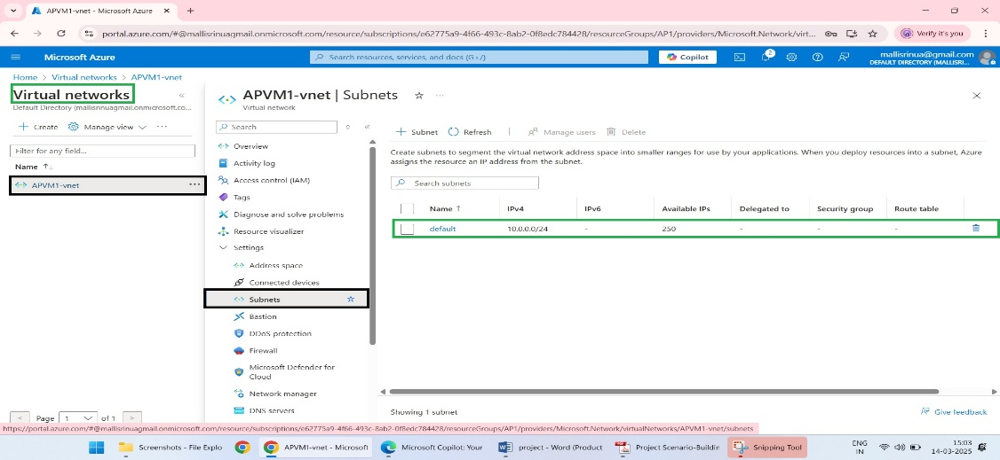 APVM1-vnet - Microsoft Azure
portal.azure.com/#@mallisrinuagmail.onmicrosoft.com/resource/subscriptions/e62775a9-4f66-493c-8ab2-0f8edc784428/resourceGroups/AP1/providers/Microsoft.Network/virt...
Verify it's you
Microsoft Azure
Search resources, services, and docs (G+/)
Copilot
2
mallisrinua@gmail.com
DEFAULT DIRECTORY (MALLISRI...
Home > Virtual networks > APVM1-vnet
Virtual networks
Default Directory (mallisrinuagmail.onmicrosoft.co...
Create
Manage view
Filter for any field...
Name
APVM1-vnet
Page 1 of 1
APVM1-vnet | Subnets
Virtual network
Search
Overview
Activity log
Access control (IAM)
Tags
Diagnose and solve problems
Resource visualizer
Settings
Address space
Connected devices
Subnets
Bastion
DDoS protection
Firewall
Microsoft Defender for
Cloud
Network manager
DNS servers
Subnet Refresh Manage users Delete
Create subnets to segment the virtual network address space into smaller ranges for use by your applications. When you deploy resources into a subnet, Azure
assigns the resource an IP address from the subnet.
Search subnets
Name IPv4 IPv6 Available IPs Delegated to Security group Route table
default 10.0.0.0/24 - 250 - - -
Showing 1 subnet
Give feedback
https://portal.azure.com/#@mallisrinuagmail.onmicrosoft.com/resource/subscriptions/e62775a9-4f66-493c-8ab2-0f8edc784428/resourceGroups/AP1/providers/Microsoft.Network/virtualNetworks/APVM1-vnet/subnets
Screenshots - File Explo
APVM1-vnet - Microsoft
Microsoft Copilot: Your
project - Word (Product
Project Scenario-Buildin
Snipping Tool
ENG
IN
15:03
14-03-2025